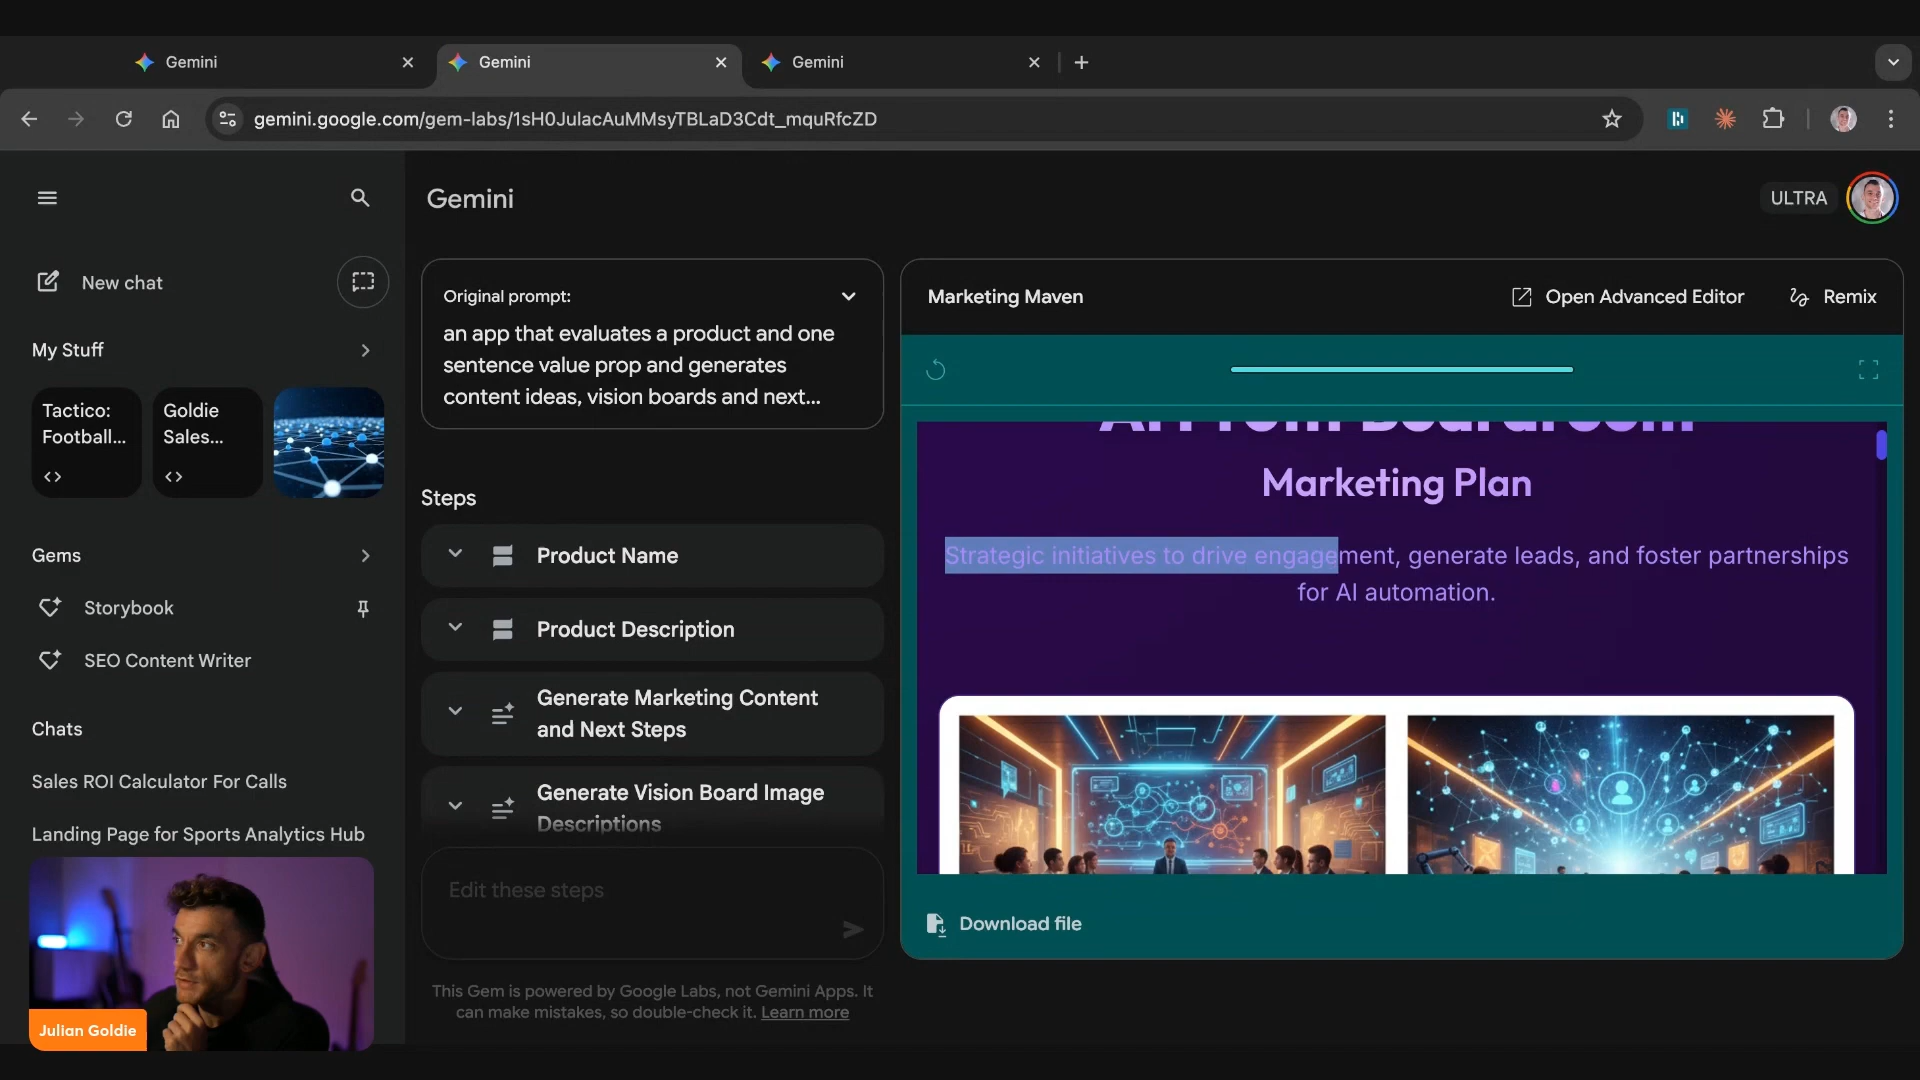 Gemini
Gemini
Gemini
gemini.google.com/gem-labs/1sH0JulacAuMMsyTBLaD3Cdt_mquRfcZD
Gemini
ULTRA
New chat
My Stuff
Tactico:
Football...
Goldie
Sales...
Gems
Storybook
SEO Content Writer
Chats
Sales ROI Calculator For Calls
Landing Page for Sports Analytics Hub
Julian Goldie
Original prompt:
an app that evaluates a product and one
sentence value prop and generates
content ideas, vision boards and next...
Steps
Product Name
Product Description
Generate Marketing Content
and Next Steps
Generate Vision Board Image
Descriptions
Edit these steps
This Gem is powered by Google Labs, not Gemini Apps. It
can make mistakes, so double-check it. Learn more
Marketing Maven
Open Advanced Editor
Remix
Marketing Plan
Strategic initiatives to drive engagement, generate leads, and foster partnerships
for AI automation.
Download file